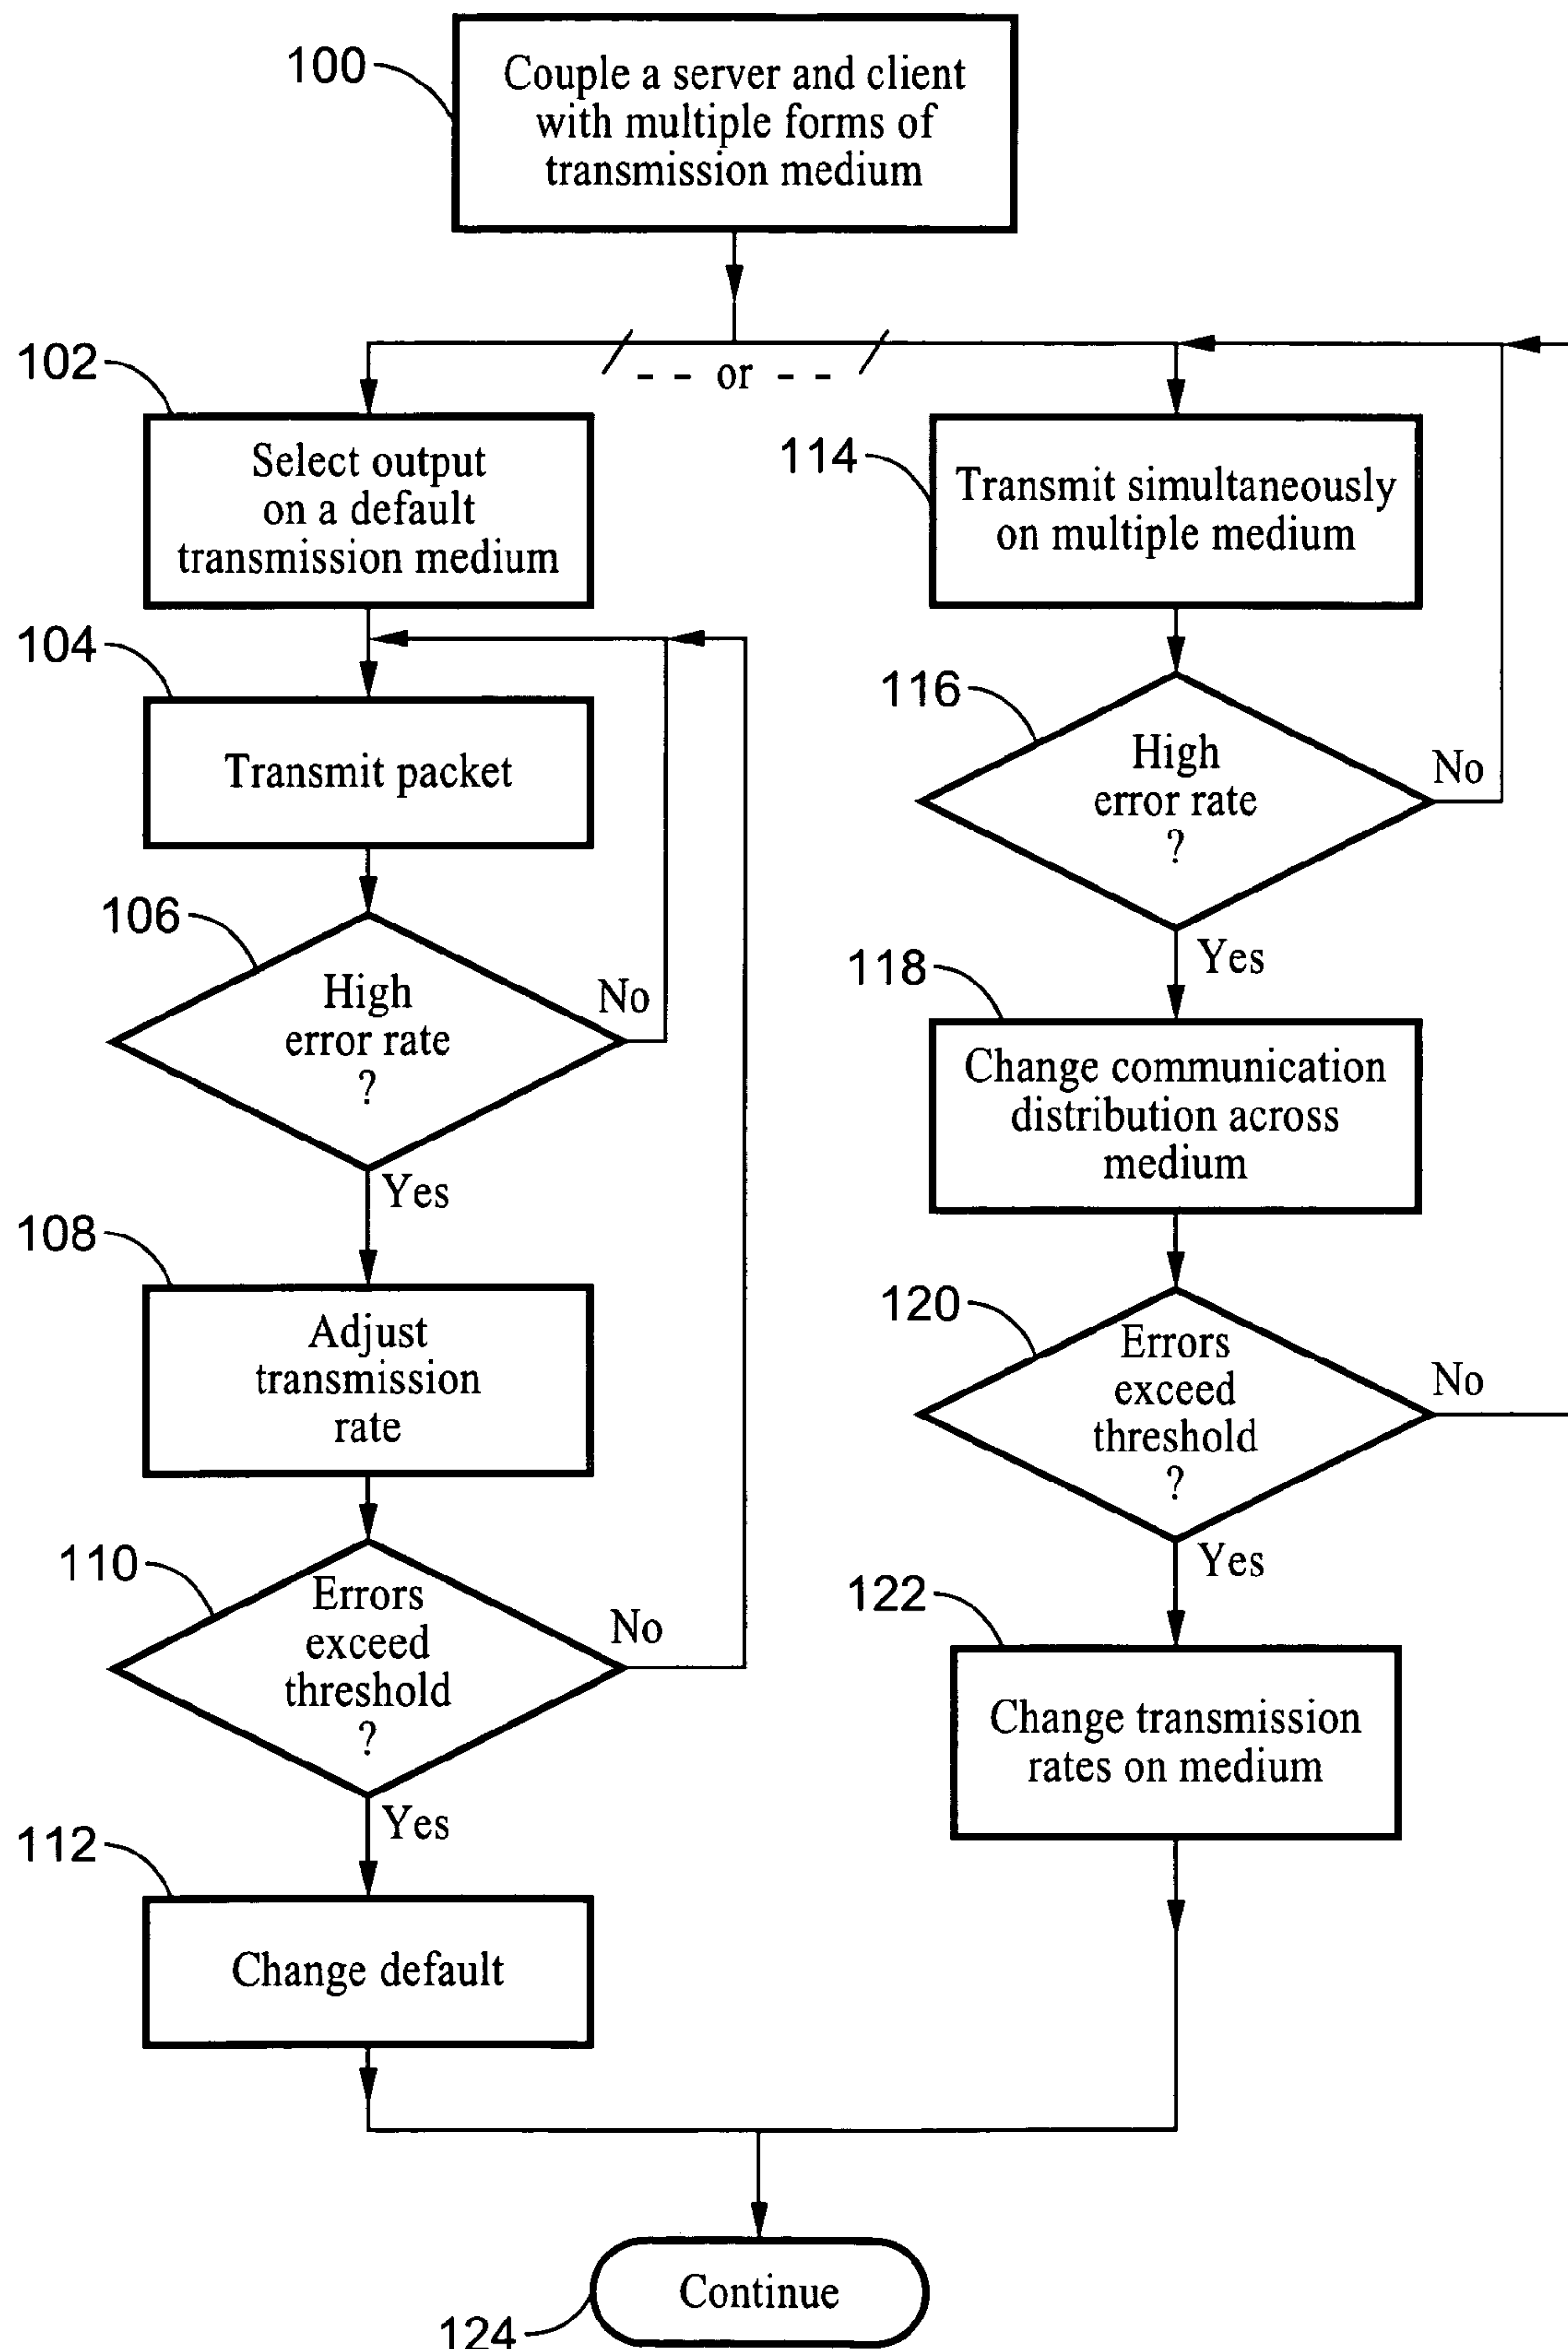 100
Couple a server and client
with multiple forms of
transmission medium
- - or - -
102
Select output
on a default
transmission medium
104
Transmit packet
106
High
error rate
?
No
Yes
108
Adjust
transmission
rate
110
Errors
exceed
threshold
?
No
Yes
112
Change default
114
Transmit simultaneously
on multiple medium
116
High
error rate
?
No
Yes
118
Change communication
distribution across
medium
120
Errors
exceed
threshold
?
No
Yes
122
Change transmission
rates on medium
124
Continue